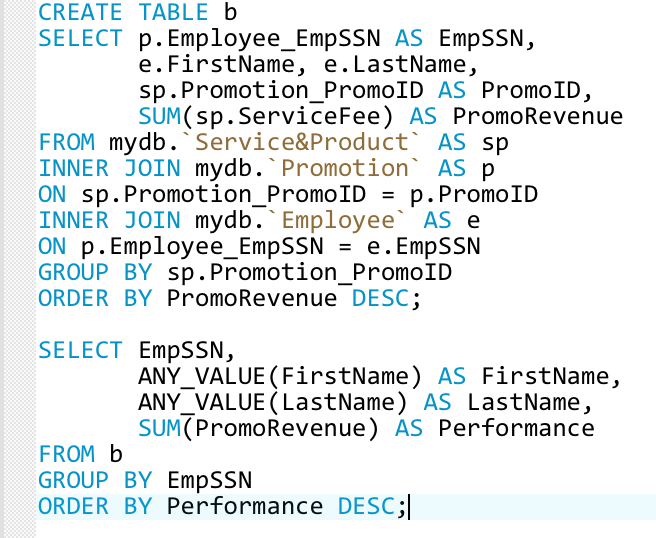 CREATE TABLE b
SELECT p.Employee_EmpSSN AS EmpSSN,
e.FirstName, e.LastName,
sp.Promotion_PromoID AS PromoID,
SUM(sp.ServiceFee) AS PromoRevenue
FROM mydb.`Service&Product` AS sp
INNER JOIN mydb.`Promotion` AS p
ON sp.Promotion_PromoID = p.PromoID
INNER JOIN mydb.`Employee` AS e
ON p.Employee_EmpSSN = e.EmpSSN
GROUP BY sp.Promotion_PromoID
ORDER BY PromoRevenue DESC;

SELECT EmpSSN,
ANY_VALUE(FirstName) AS FirstName,
ANY_VALUE(LastName) AS LastName,
SUM(PromoRevenue) AS Performance
FROM b
GROUP BY EmpSSN
ORDER BY Performance DESC;